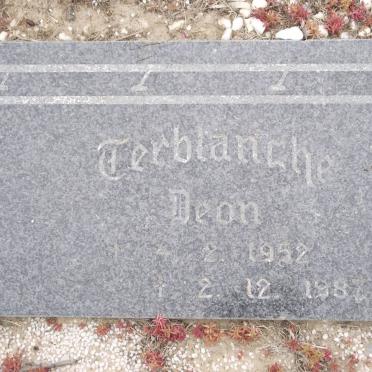 Terblanche
Deon
* 4. 2. 1952
† 2. 12. 1987